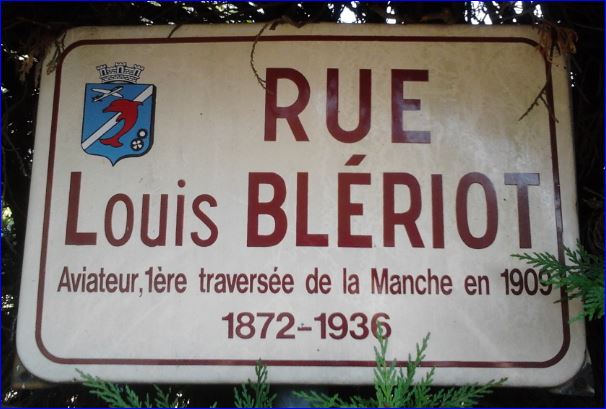 RUE
Louis BLÉRIOT
Aviateur,1ère traversée de la Manche en 1909
1872-1936